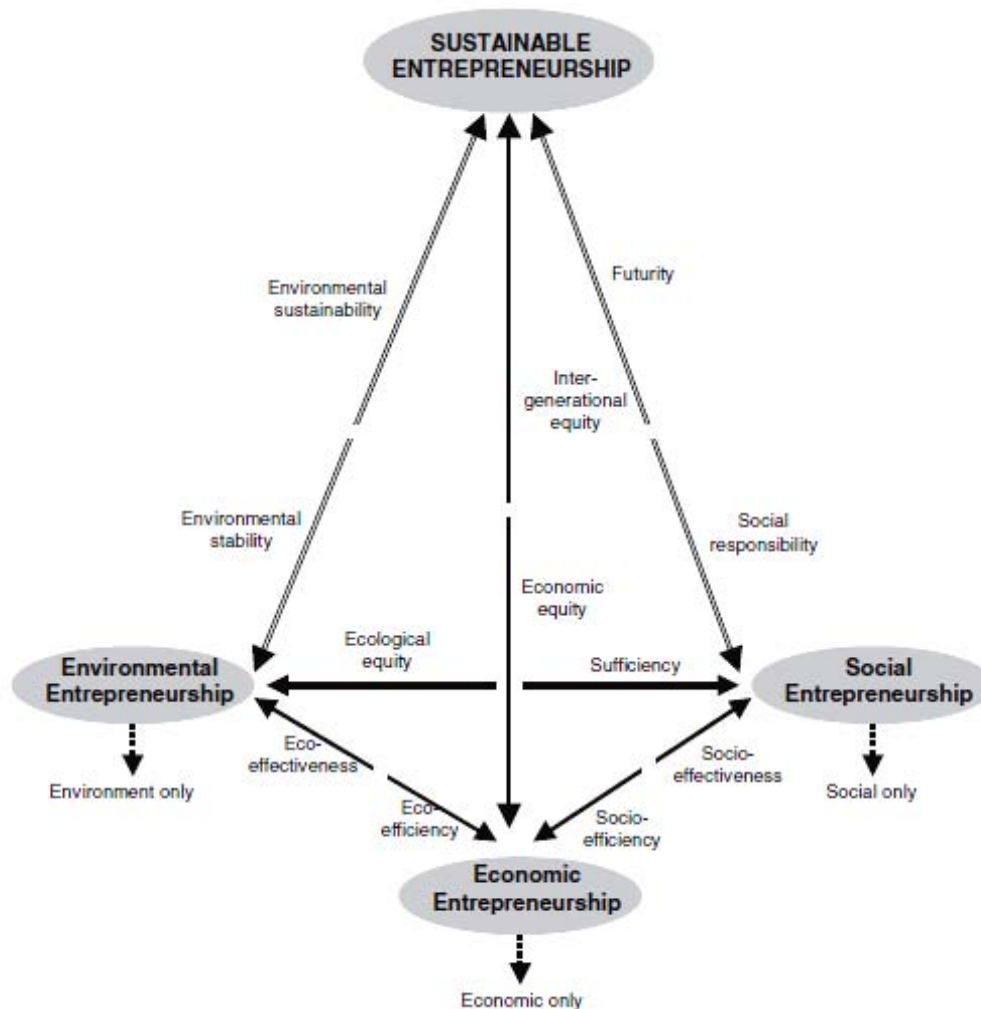 SUSTAINABLE
ENTREPRENEURSHIP
Environmental
sustainability
Futurity
Inter-
generational
equity
Environmental
stability
Social
responsibility
Economic
equity
Ecological
equity
Sufficiency
Environmental
Entrepreneurship
Social
Entrepreneurship
Eco-
effectiveness
Socio-
effectiveness
Environment only
Social only
Eco-
efficiency
Socio-
efficiency
Economic
Entrepreneurship
Economic only